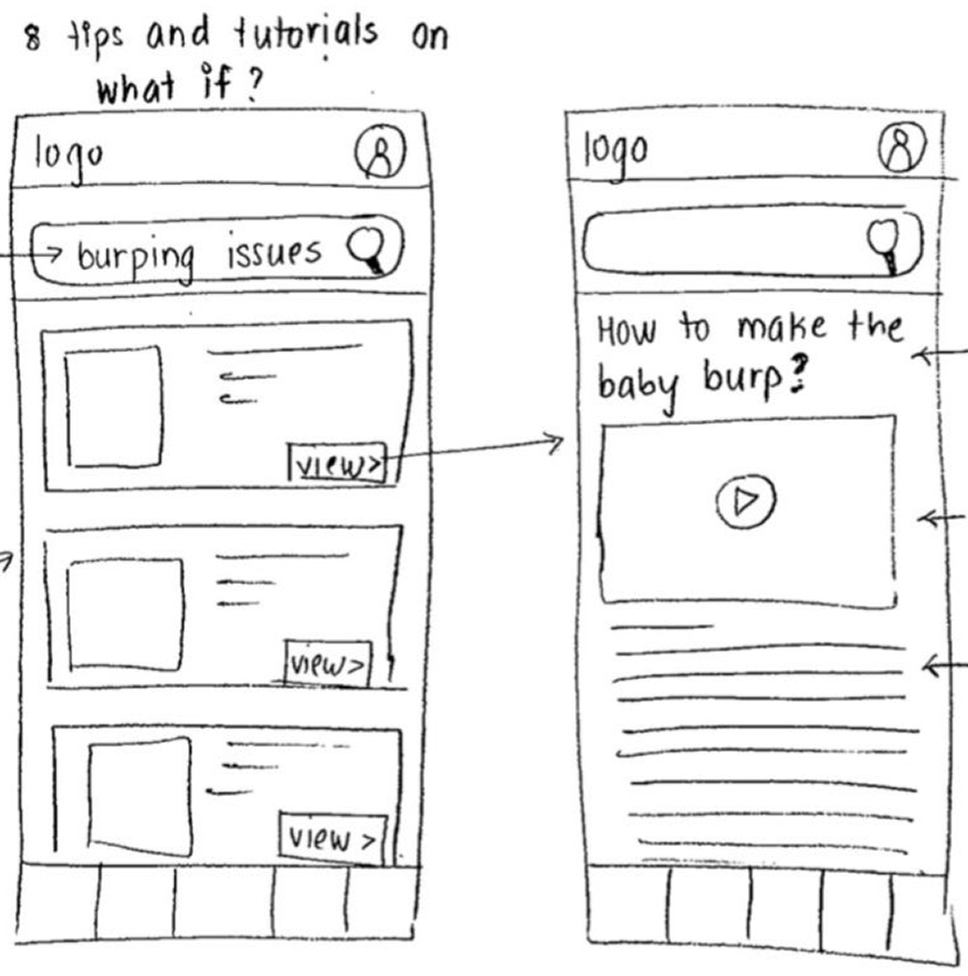 8 tips and tutorials on
what if?
logo
burping issues
view>
view>
view >
logo
How to make the
baby burp?